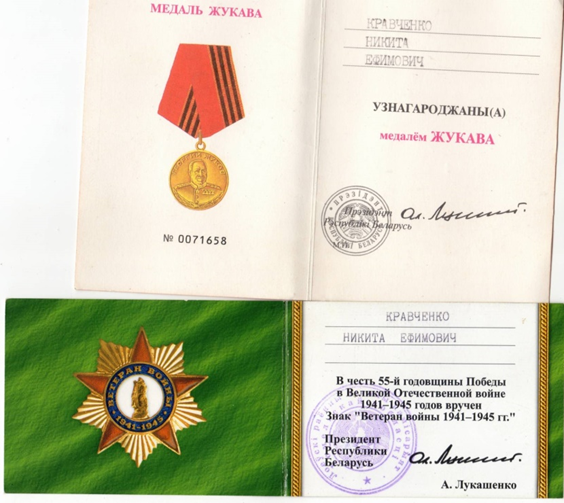 МЕДАЛЬ ЖУКАВА
№ 0071658
КРАВЧЕНКО
НИКИТА
ЕФИМОВИЧ
УЗНАГАРОДЖАНЫ(А)
медалём ЖУКАВА
Прэзідэнт
Рэспублікі Беларусь
ВЕТЕРАН ВОЙНЫ
1941-1945
КРАВЧЕНКО
НИКИТА ЕФИМОВИЧ
В честь 55-й годовщины Победы
в Великой Отечественной войне
1941–1945 годов вручен
Знак "Ветеран войны 1941–1945 гг."
Президент
Республики
Беларусь
А. Лукашенко